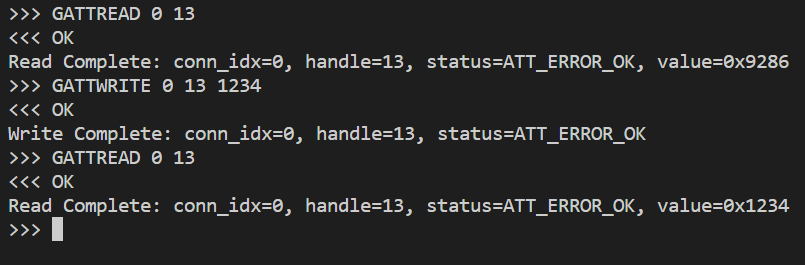 >>> GATTREAD 0 13
<<< OK
Read Complete: conn_idx=0, handle=13, status=ATT_ERROR_OK, value=0x9286
>>> GATTWRITE 0 13 1234
<<< OK
Write Complete: conn_idx=0, handle=13, status=ATT_ERROR_OK
>>> GATTREAD 0 13
<<< OK
Read Complete: conn_idx=0, handle=13, status=ATT_ERROR_OK, value=0x1234
>>>